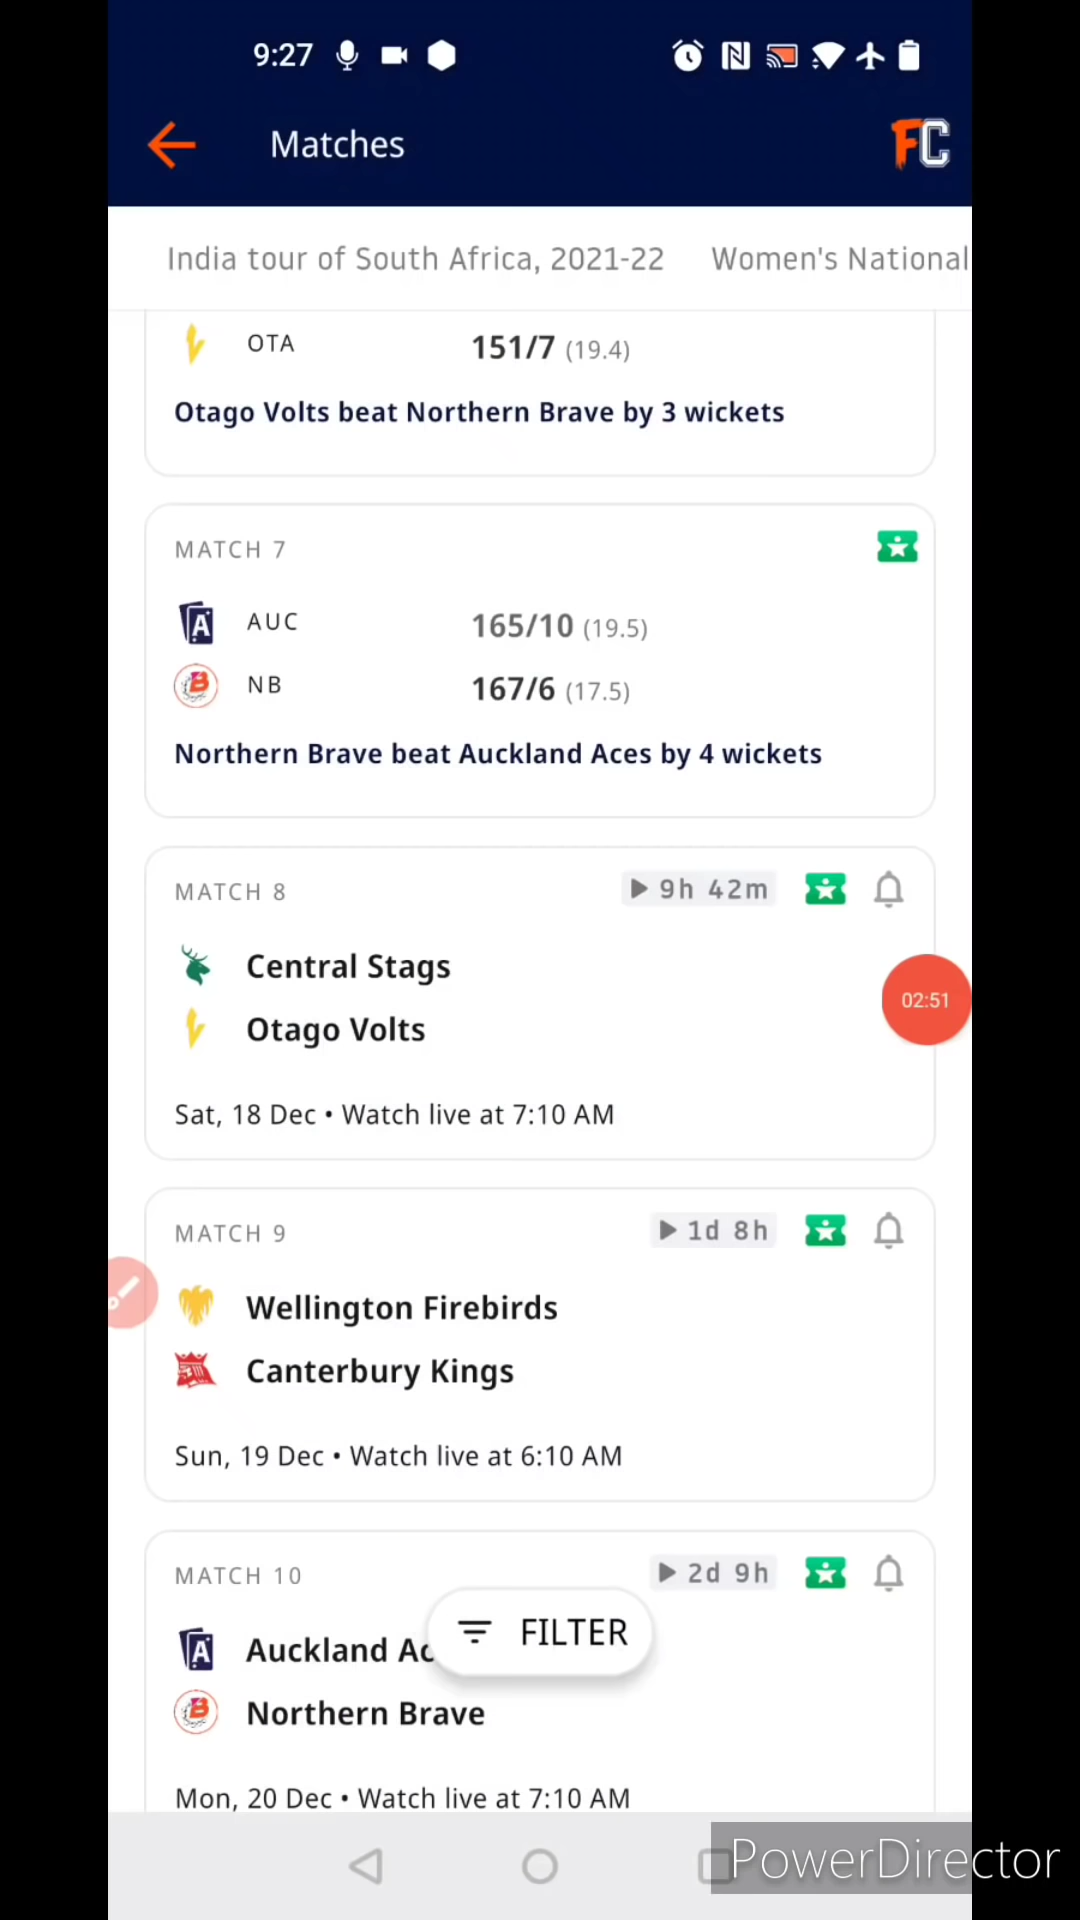 9:27
Matches
FC
India tour of South Africa, 2021-22 Women's National
OTA 151/7 (19.4)
Otago Volts beat Northern Brave by 3 wickets
MATCH 7
A AUC 165/10 (19.5)
B NB 167/6 (17.5)
Northern Brave beat Auckland Aces by 4 wickets
MATCH 8 9h 42m
Central Stags
02:51
Otago Volts
Sat, 18 Dec • Watch live at 7:10 AM
MATCH 9 1d 8h
Wellington Firebirds
Canterbury Kings
Sun, 19 Dec • Watch live at 6:10 AM
MATCH 10 2d 9h
FILTER
A Auckland Ac
B Northern Brave
Mon, 20 Dec • Watch live at 7:10 AM
PowerDirector